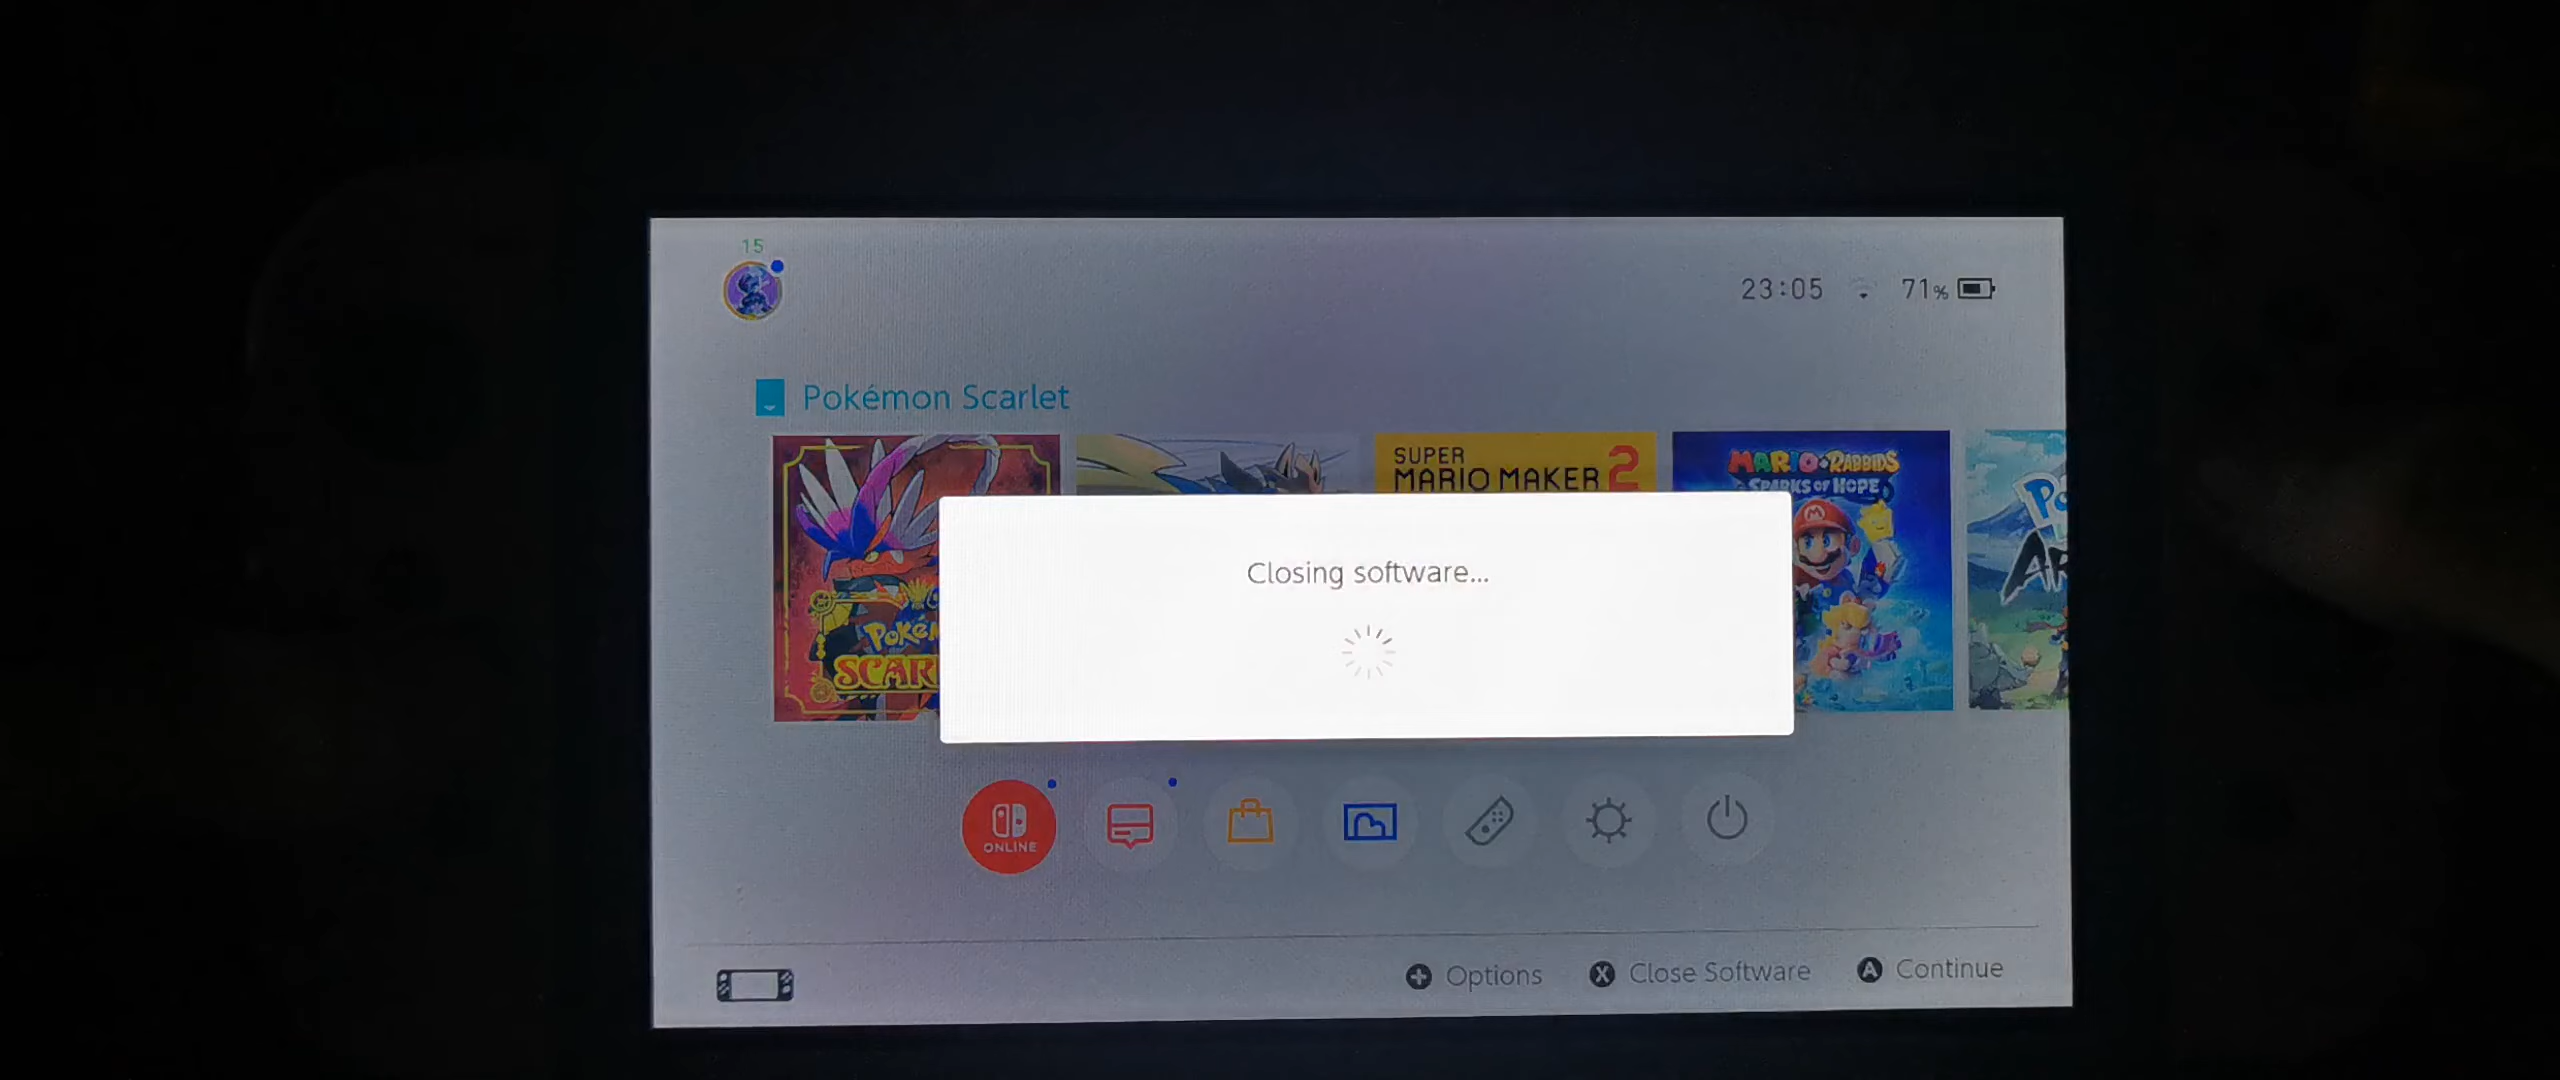 15
23:05 71%
Pokémon Scarlet
SUPER
MARIO MAKER 2
MARIO + RABBIDS
SPARKS OF HOPE
Closing software...
ONLINE
Options Close Software Continue